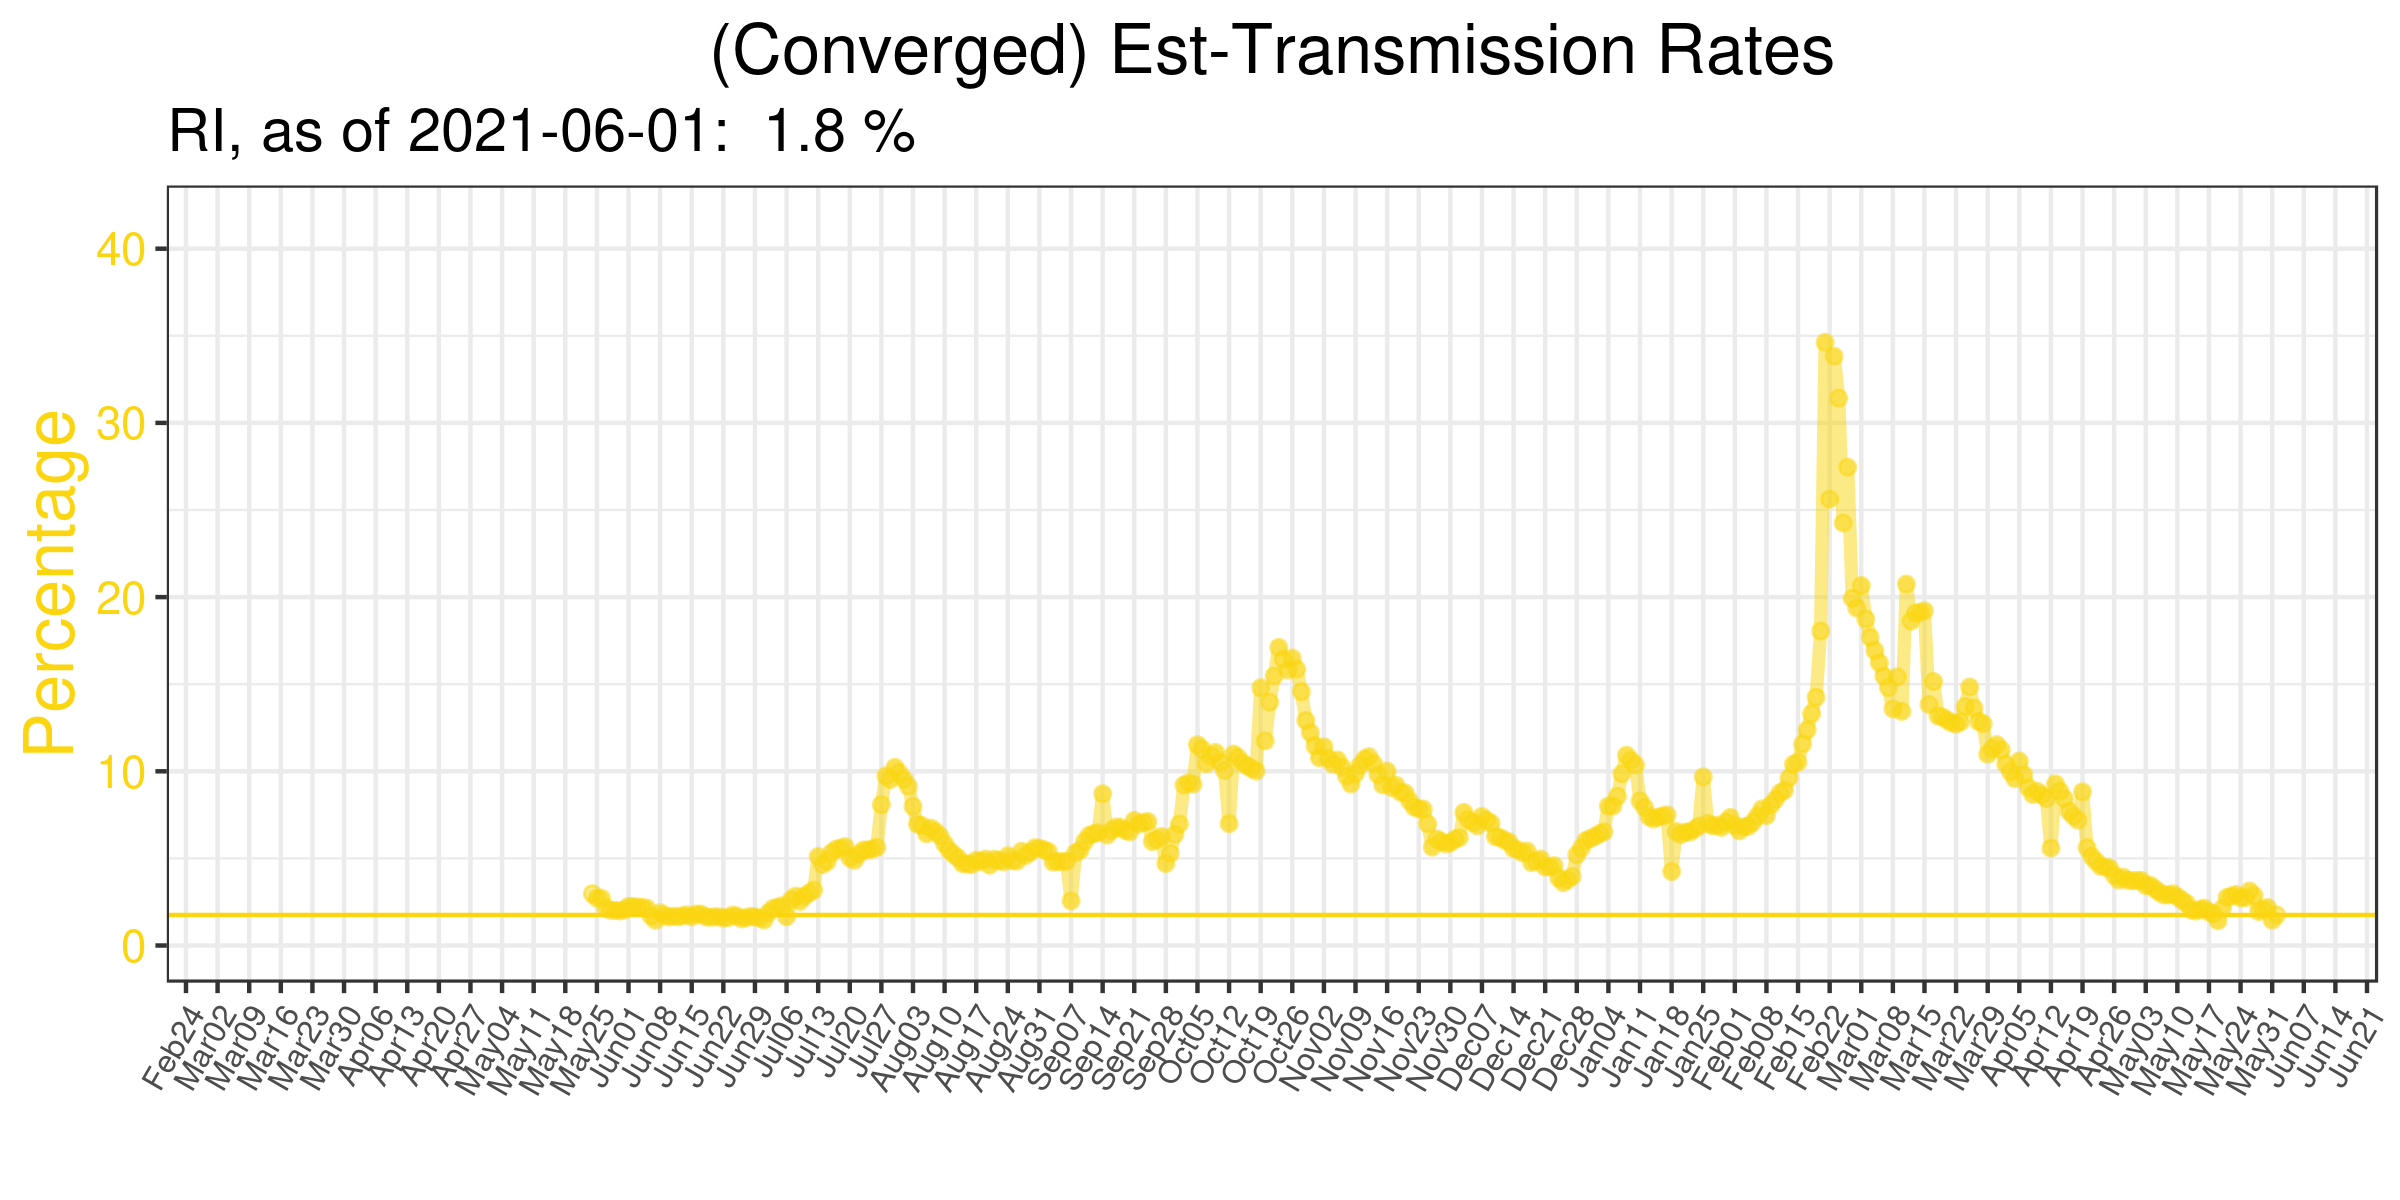 (Converged) Est-Transmission Rates
RI, as of 2021-06-01:  1.8 %
Percentage
40
30
20
10
0
Feb24
Mar02
Mar09
Mar16
Mar23
Mar30
Apr06
Apr13
Apr20
Apr27
May04
May11
May18
May25
Jun01
Jun08
Jun15
Jun22
Jun29
Jul06
Jul13
Jul20
Jul27
Aug03
Aug10
Aug17
Aug24
Aug31
Sep07
Sep14
Sep21
Sep28
Oct05
Oct12
Oct19
Oct26
Nov02
Nov09
Nov16
Nov23
Nov30
Dec07
Dec14
Dec21
Dec28
Jan04
Jan11
Jan18
Jan25
Feb01
Feb08
Feb15
Feb22
Mar01
Mar08
Mar15
Mar22
Mar29
Apr05
Apr12
Apr19
Apr26
May03
May10
May17
May24
May31
Jun07
Jun14
Jun21